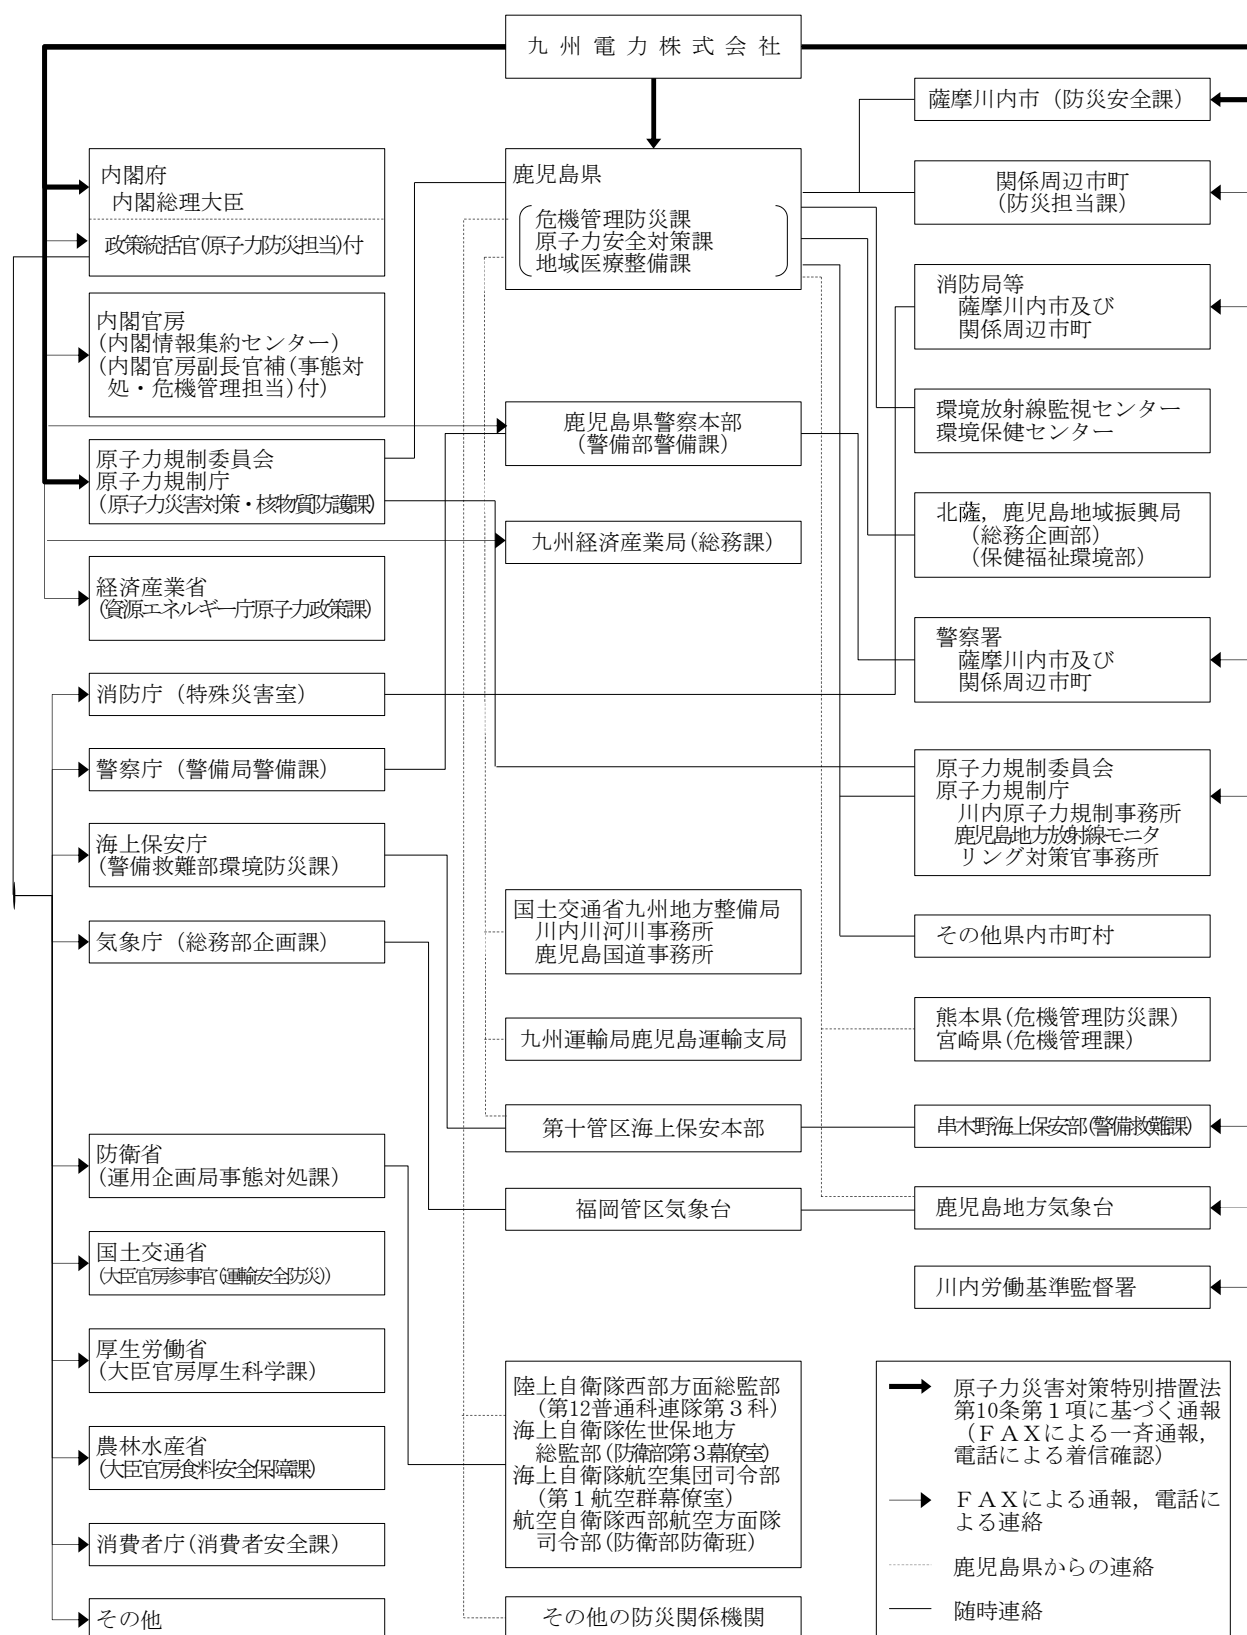 九州電力株式会社
内閣府
内閣総理大臣
政策統括官(原子力防災担当)付
内閣官房
(内閣情報集約センター)
(内閣官房副長官補(事態対
処・危機管理担当)付)
原子力規制委員会
原子力規制庁
(原子力災害対策・核物質防護課)
経済産業省
(資源エネルギー庁原子力政策課)
消防庁（特殊災害室）
警察庁（警備局警備課）
海上保安庁
(警備救難部環境防災課)
気象庁（総務部企画課）
防衛省
(運用企画局事態対処課)
国土交通省
(大臣官房参事官(運輸安全防災))
厚生労働省
(大臣官房厚生科学課)
農林水産省
(大臣官房食料安全保障課)
消費者庁(消費者安全課)
その他
鹿児島県
危機管理防災課
原子力安全対策課
地域医療整備課
鹿児島県警察本部
(警備部警備課)
九州経済産業局(総務課)
国土交通省九州地方整備局
川内川河川事務所
鹿児島国道事務所
九州運輸局鹿児島運輸支局
第十管区海上保安本部
福岡管区気象台
陸上自衛隊西部方面総監部
(第12普通科連隊第３科)
海上自衛隊佐世保地方
総監部(防衛部第３幕僚室)
海上自衛隊航空集団司令部
(第１航空群幕僚室)
航空自衛隊西部航空方面隊
司令部(防衛部防衛班)
その他の防災関係機関
薩摩川内市（防災安全課）
関係周辺市町
(防災担当課)
消防局等
薩摩川内市及び
関係周辺市町
環境放射線監視センター
環境保健センター
北薩，鹿児島地域振興局
(総務企画部)
(保健福祉環境部)
警察署
薩摩川内市及び
関係周辺市町
原子力規制委員会
原子力規制庁
川内原子力規制事務所
鹿児島地方放射線モニタ
リング対策官事務所
その他県内市町村
熊本県(危機管理防災課)
宮崎県(危機管理課)
串木野海上保安部(警備救難課)
鹿児島地方気象台
川内労働基準監督署
原子力災害対策特別措置法
第10条第１項に基づく通報
（ＦＡＸによる一斉通報，
電話による着信確認）
ＦＡＸによる通報，電話に
よる連絡
鹿児島県からの連絡
随時連絡